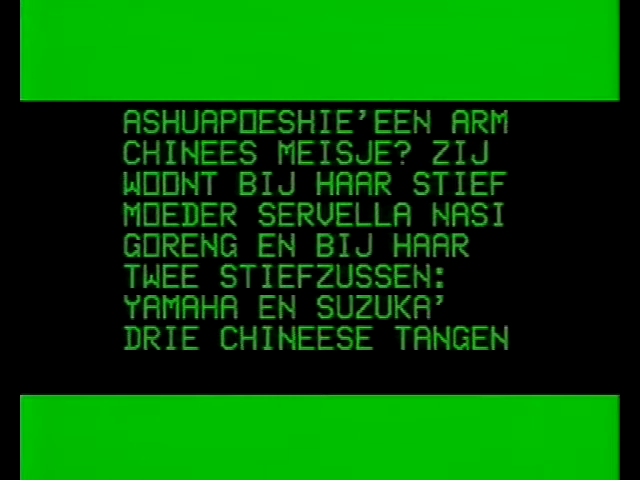 ASHUAPOESHIE'EEN ARM
CHINEES MEISJE? ZIJ
WOONT BIJ HAAR STIEF
MOEDER SERVELLA NASI
GORENG EN BIJ HAAR
TWEE STIEFZUSSEN:
YAMAHA EN SUZUKA'
DRIE CHINEESE TANGEN